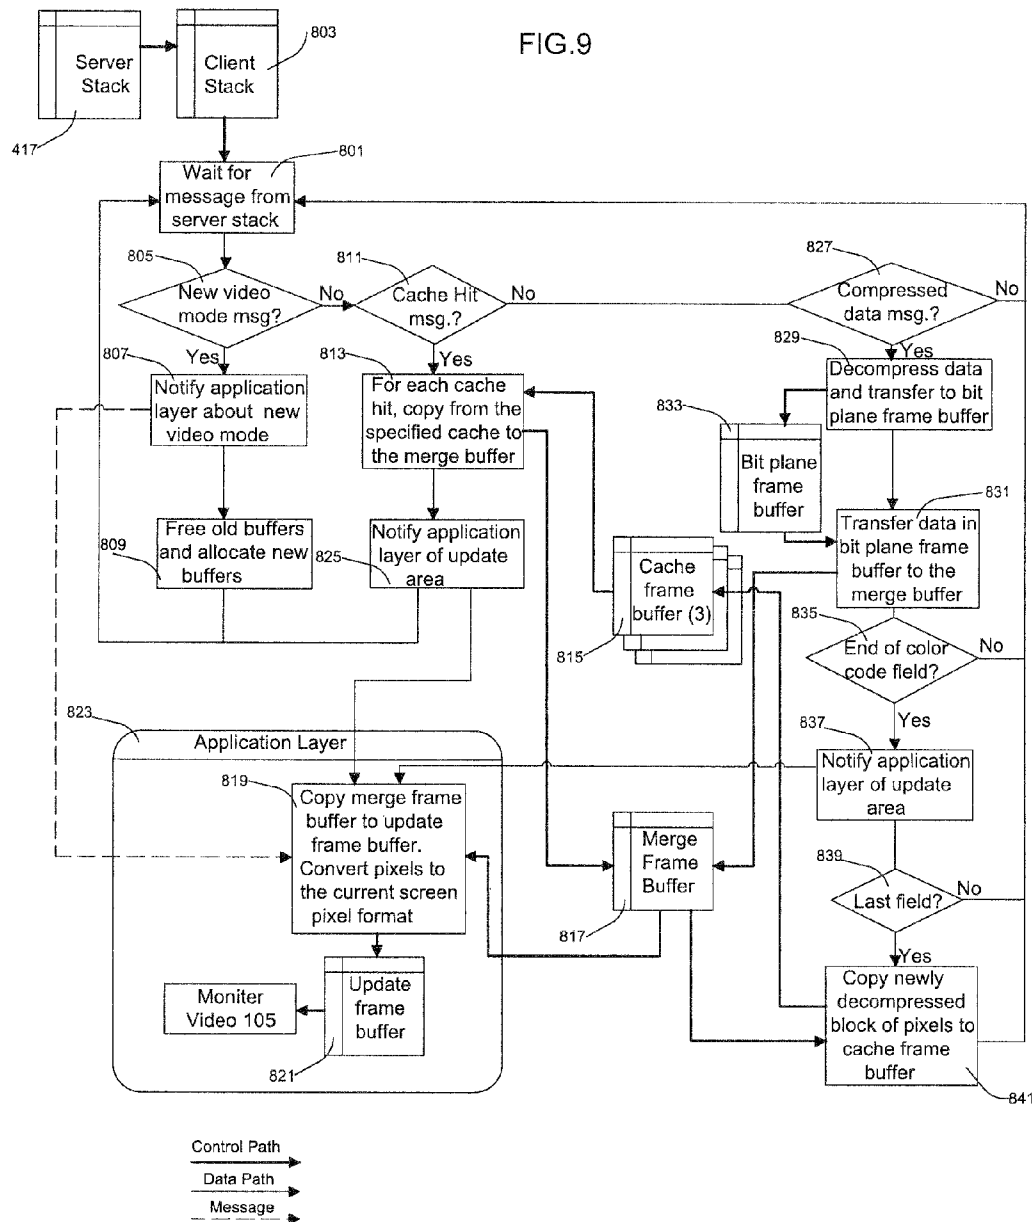 FIG.9
Server
Stack
417
Client
Stack
803
Wait for
message from
server stack
801
805
New video
mode msg?
No
Yes
811
Cache Hit
msg.?
No
Yes
827
Compressed
data msg.?
No
Yes
807
Notify application
layer about new
video mode
813
For each cache
hit, copy from the
specified cache to
the merge buffer
829
Decompress data
and transfer to bit
plane frame buffer
833
Bit plane
frame
buffer
809
Free old buffers
and allocate new
buffers
825
Notify application
layer of update
area
831
Transfer data in
bit plane frame
buffer to the
merge buffer
Cache
frame
buffer (3)
815
835
End of color
code field?
No
Yes
823
Application Layer
837
Notify application
layer of update
area
819
Copy merge frame
buffer to update
frame buffer.
Convert pixels to
the current screen
pixel format
Merge
Frame
Buffer
817
839
Last field?
No
Yes
Moniter
Video 105
Update
frame
buffer
821
Copy newly
decompressed
block of pixels to
cache frame
buffer
841
Control Path
Data Path
Message